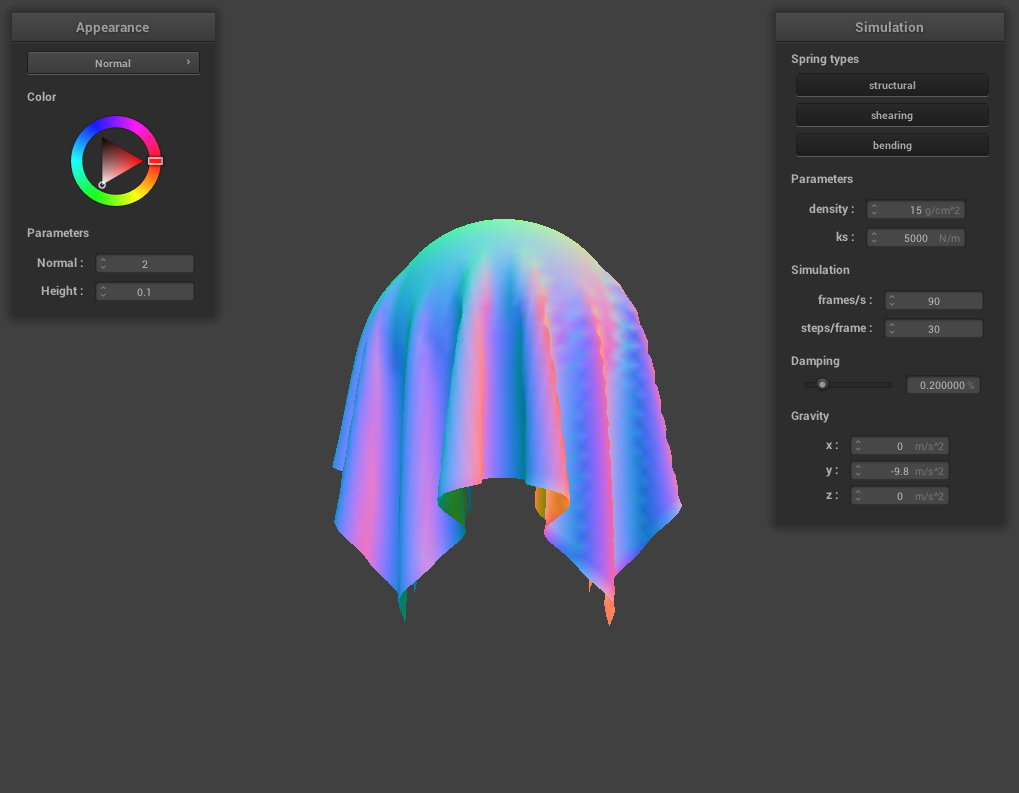 Appearance
Normal
Color
Parameters
Normal : 2
Height : 0.1
Simulation
Spring types
structural
shearing
bending
Parameters
density : 15 g/cm^2
ks : 5000 N/m
Simulation
frames/s : 90
steps/frame : 30
Damping
0.200000 %
Gravity
x : 0 m/s^2
y : -9.8 m/s^2
z : 0 m/s^2